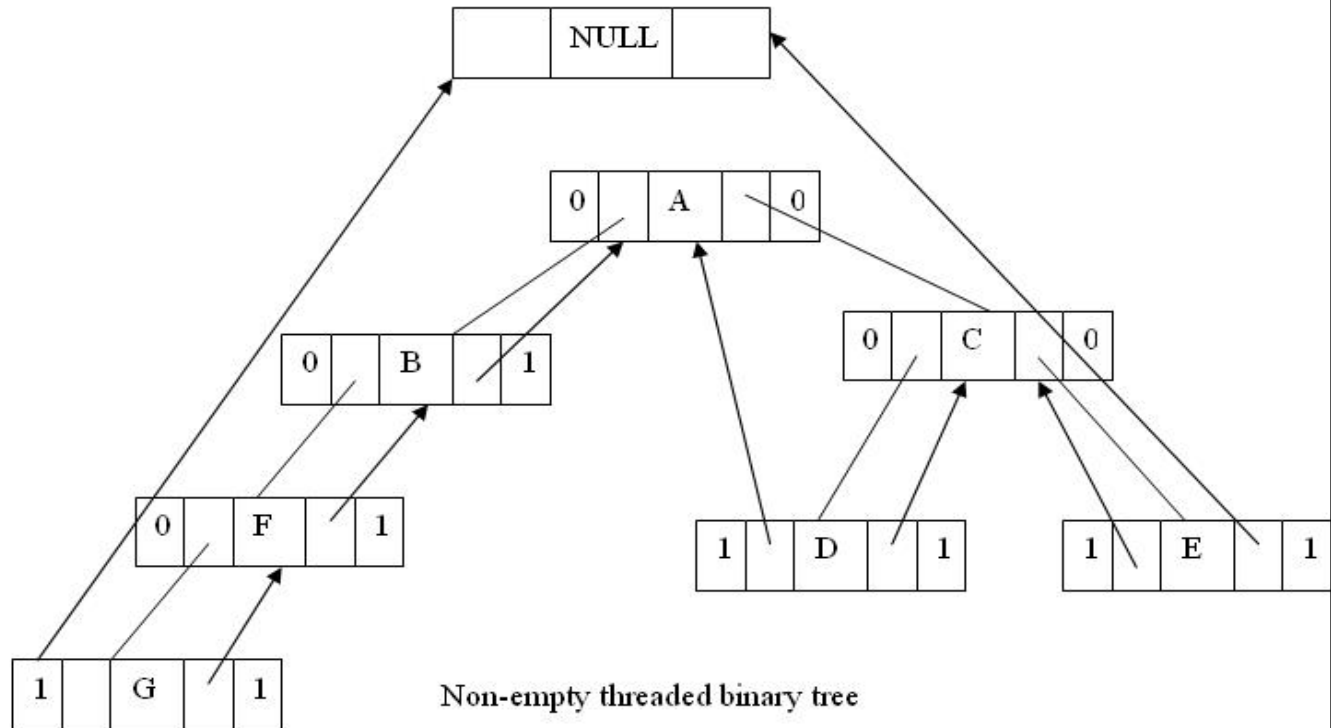 NULL
0 A 0
0 B 1
0 C 0
0 F 1
1 D 1
1 E 1
1 G 1
Non-empty threaded binary tree